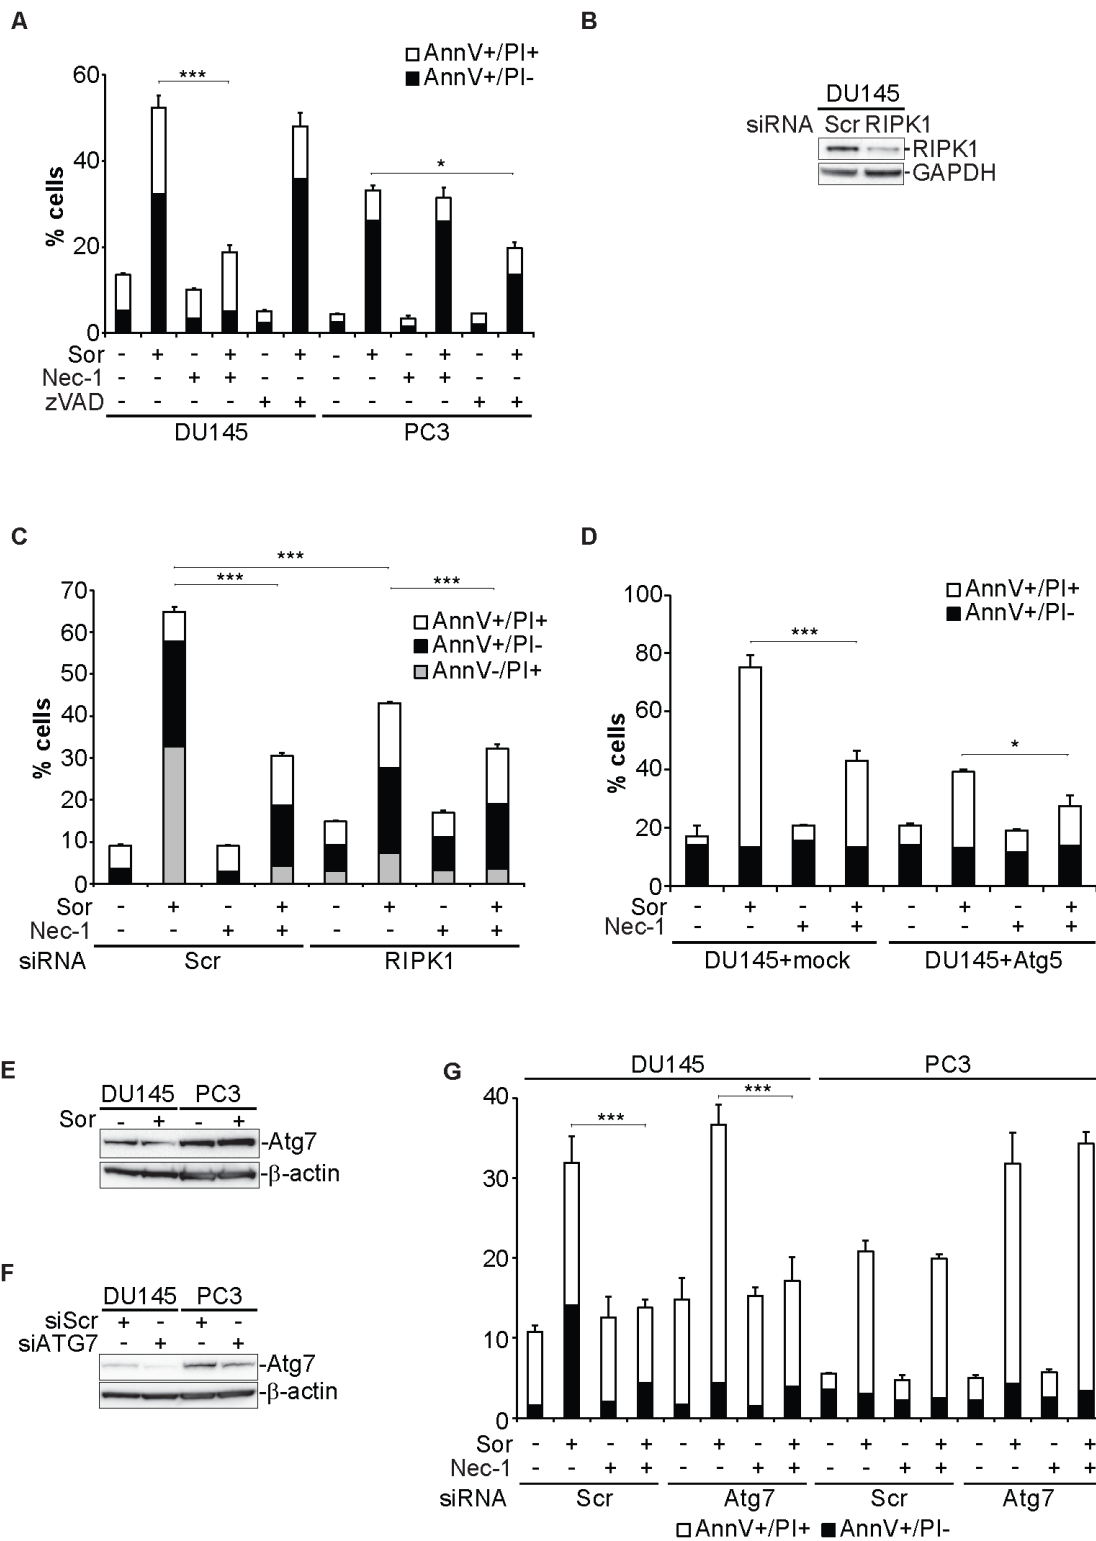 A
AnnV+/PI+
AnnV+/PI-
% cells
60
40
20
0
***
*
Sor - + - + - + - + - + - +
Nec-1 - - + + - - - - + + - -
zVAD - - - - + + - - - - + +
DU145 PC3
B
DU145
siRNA Scr RIPK1
-RIPK1
-GAPDH
C
***
***
***
AnnV+/PI+
AnnV+/PI-
AnnV-/PI+
% cells
70
60
50
40
30
20
10
0
Sor - + - + - + - +
Nec-1 - - + + - - + +
siRNA Scr RIPK1
D
AnnV+/PI+
AnnV+/PI-
***
*
% cells
100
80
60
40
20
0
Sor - + - + - + - +
Nec-1 - - + + - - + +
DU145+mock DU145+Atg5
E
DU145 PC3
Sor - + - +
-Atg7
-β-actin
F
DU145 PC3
siScr + - + -
siATG7 - + - +
-Atg7
-β-actin
G
DU145 PC3
***
***
40
30
20
10
0
Sor - + - + - + - + - + - + - + - +
Nec-1 - - + + - - + + - - + + - - + +
siRNA Scr Atg7 Scr Atg7
AnnV+/PI+ AnnV+/PI-